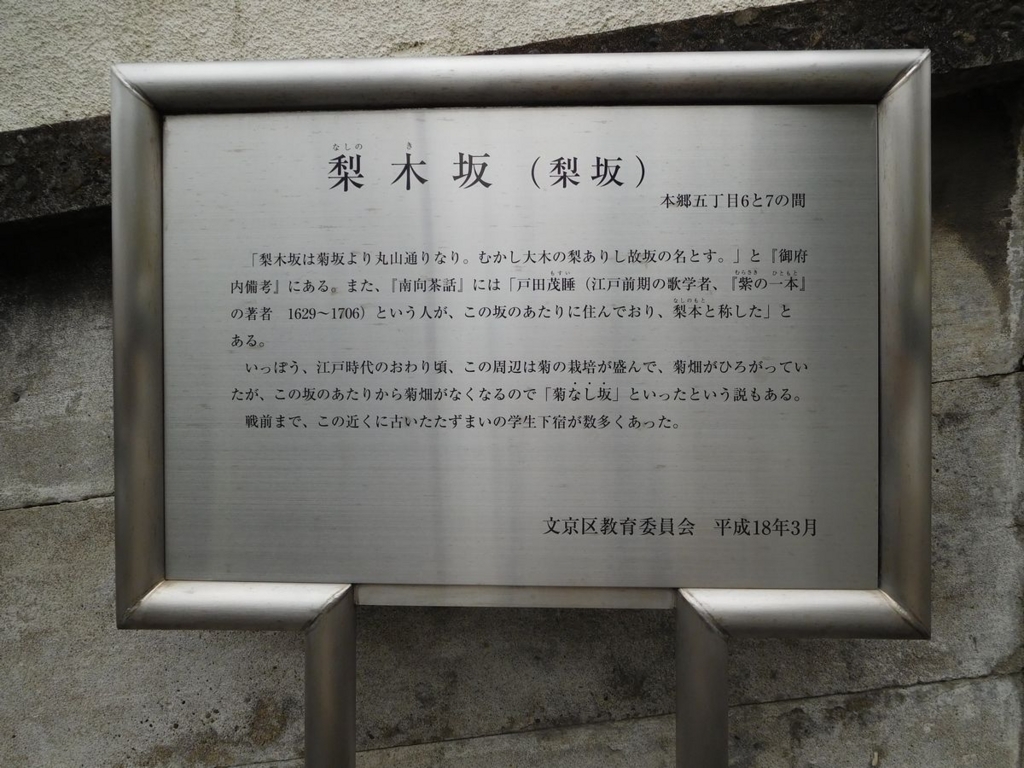 なしの き
梨木坂（梨坂）
本郷五丁目6と7の間
「梨木坂は菊坂より丸山通りなり。むかし大木の梨ありし故坂の名とす。」と『御府
内備考』にある。また、『南向茶話』には「戸田茂睡（江戸前期の歌学者、『紫の一本』
の著者　1629～1706）という人が、この坂のあたりに住んでおり、梨本と称した」と
ある。
いっぽう、江戸時代のおわり頃、この周辺は菊の栽培が盛んで、菊畑がひろがってい
たが、この坂のあたりから菊畑がなくなるので「菊なし坂」といったという説もある。
戦前まで、この近くに古いたたずまいの学生下宿が数多くあった。
文京区教育委員会　平成18年3月